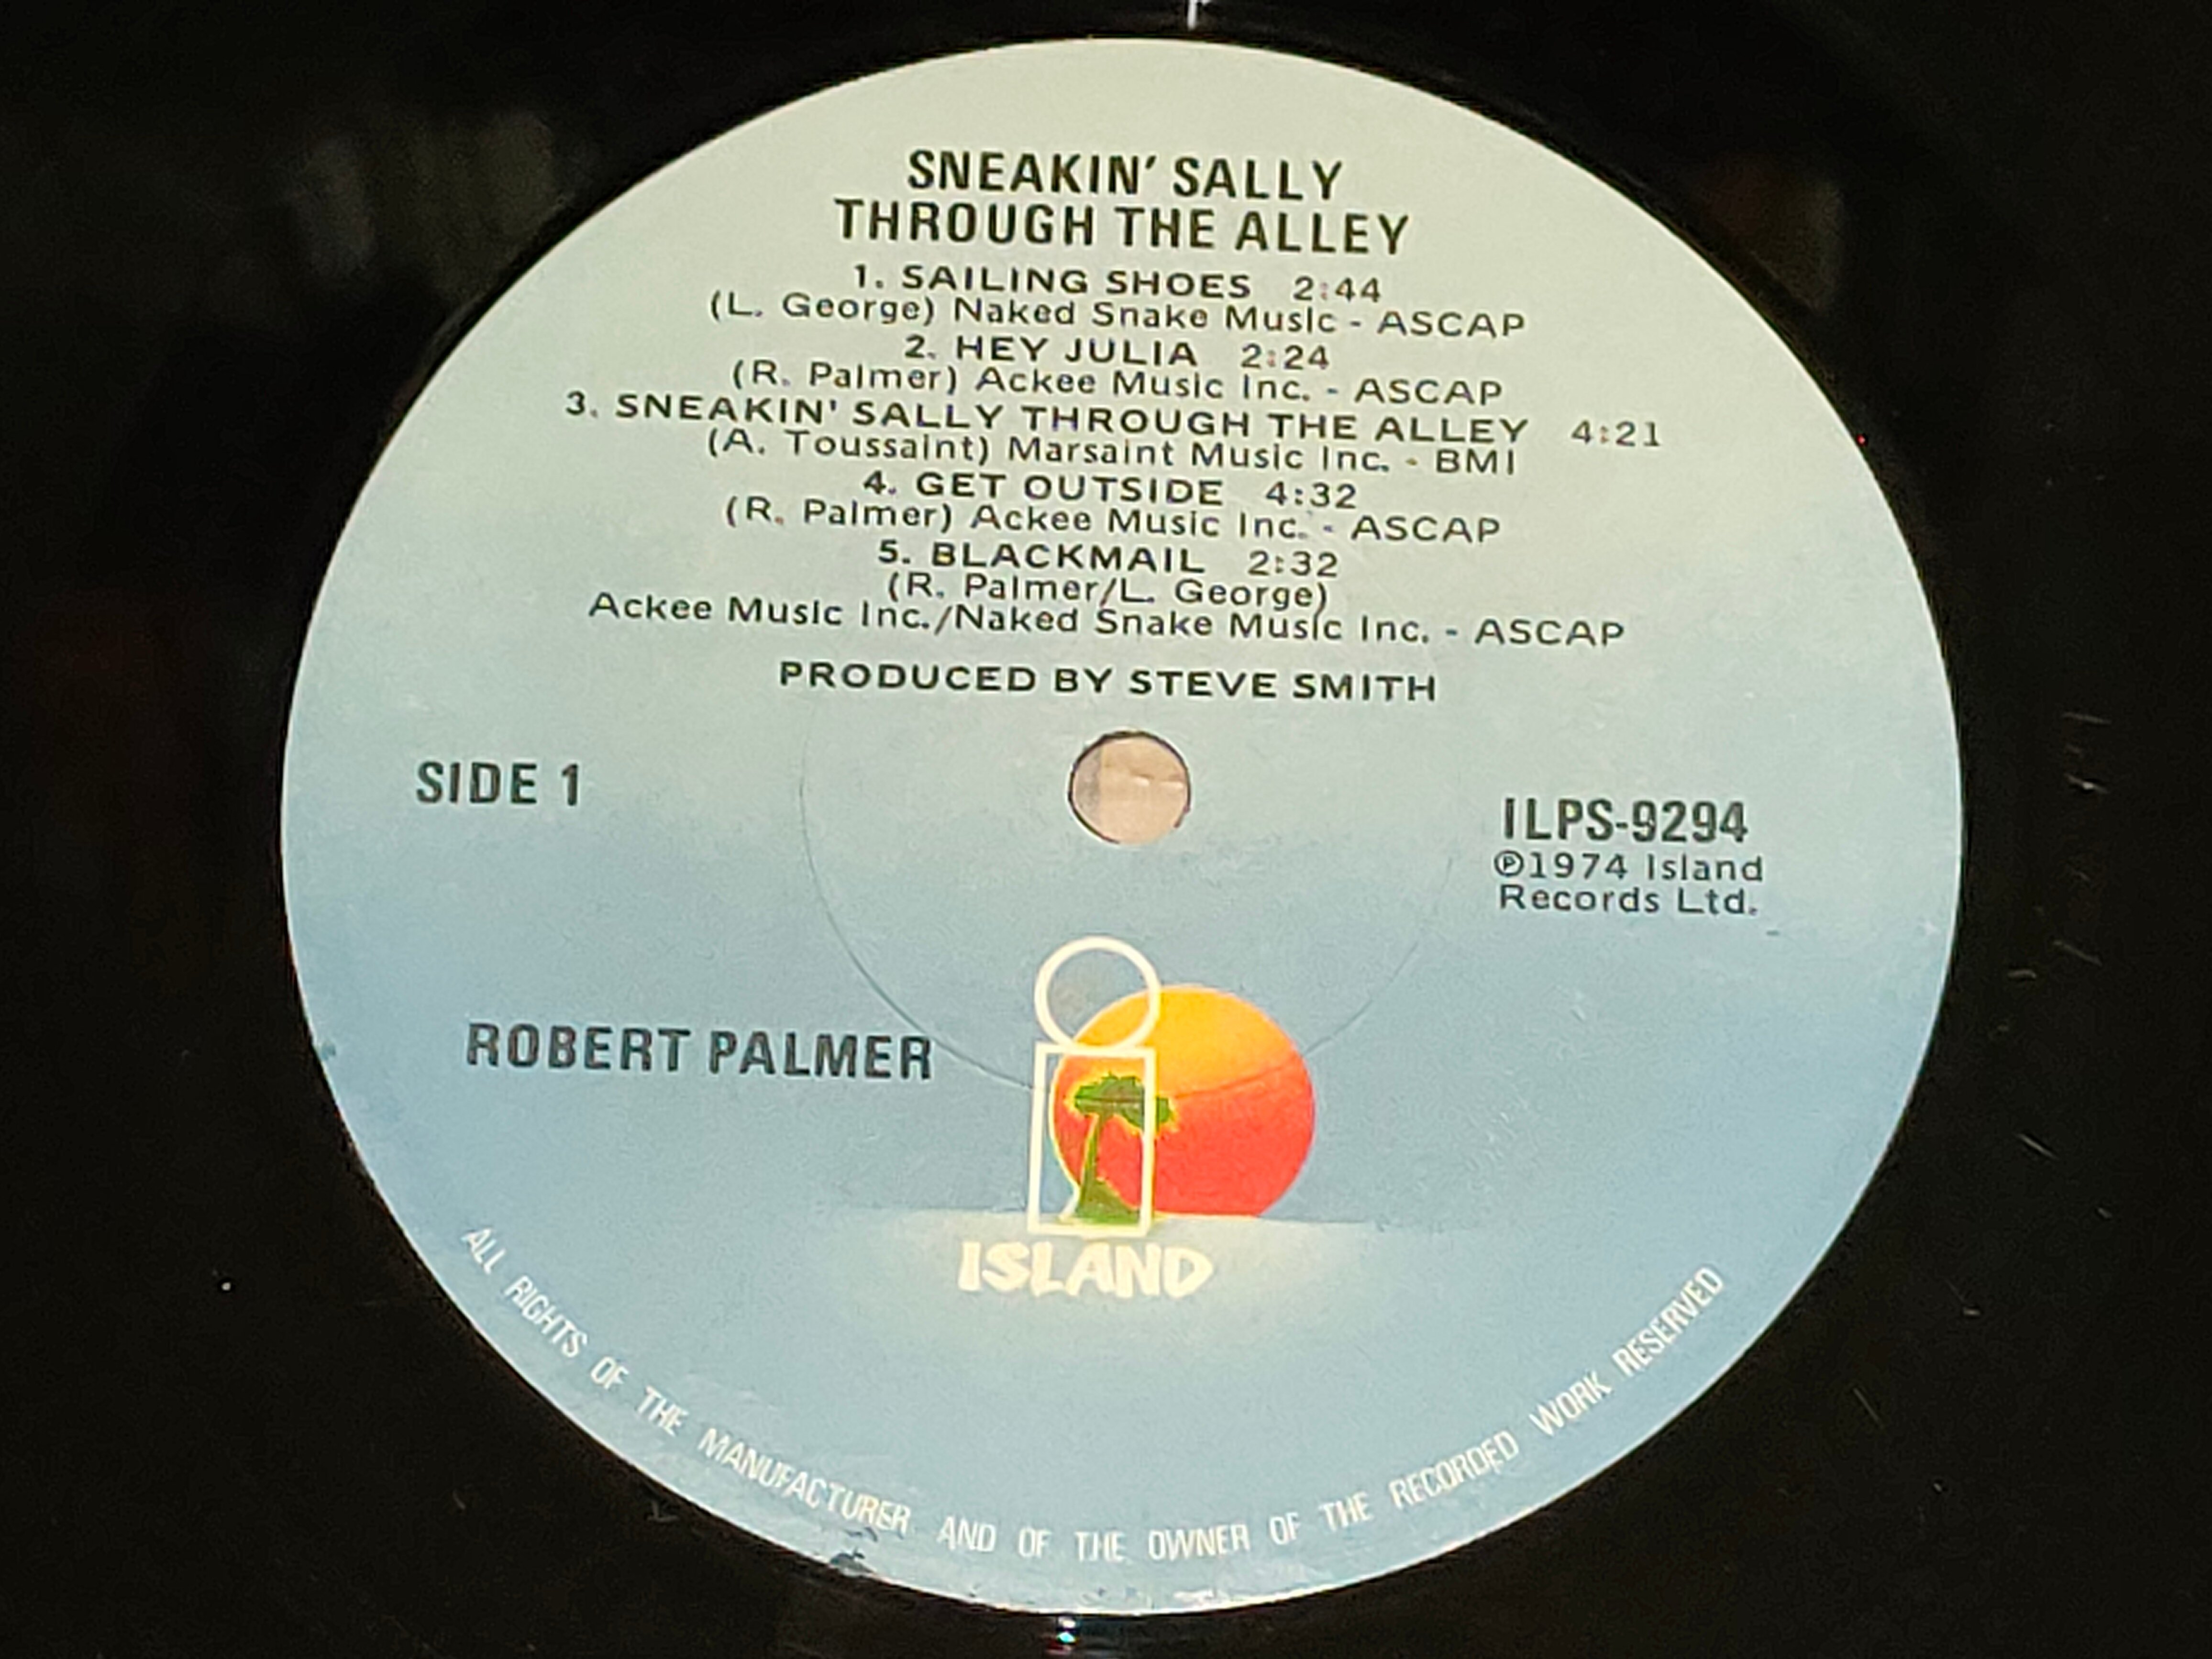 SNEAKIN' SALLY
THROUGH THE ALLEY
1. SAILING SHOES 2:44
(L. George) Naked Snake Music - ASCAP
2. HEY JULIA 2:24
(R. Palmer) Ackee Music Inc. - ASCAP
3. SNEAKIN' SALLY THROUGH THE ALLEY 4:21
(A. Toussaint) Marsaint Music Inc. - BMI
4. GET OUTSIDE 4:32
(R. Palmer) Ackee Music Inc. - ASCAP
5. BLACKMAIL 2:32
(R. Palmer/L. George)
Ackee Music Inc./Naked Snake Music Inc. - ASCAP
PRODUCED BY STEVE SMITH
SIDE 1
ILPS-9294
℗1974 Island
Records Ltd.
ROBERT PALMER
ISLAND
ALL RIGHTS OF THE MANUFACTURER AND OF THE OWNER OF THE RECORDED WORK RESERVED